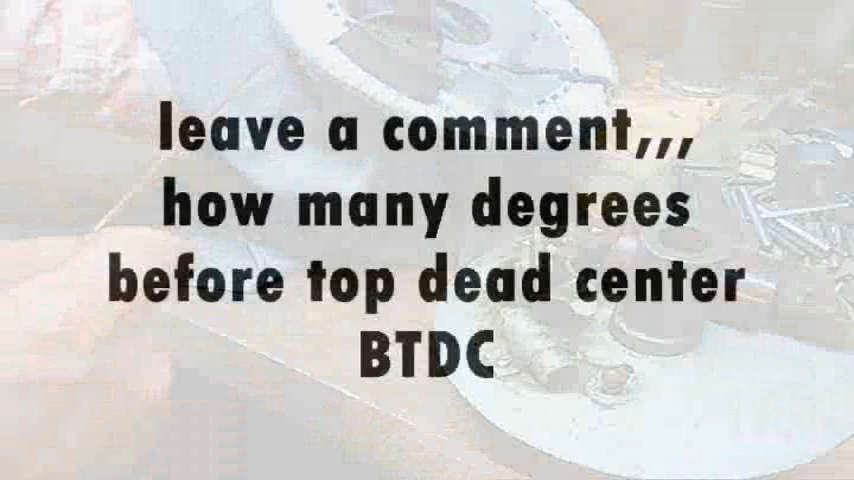 leave a comment,,,
how many degrees
before top dead center
BTDC